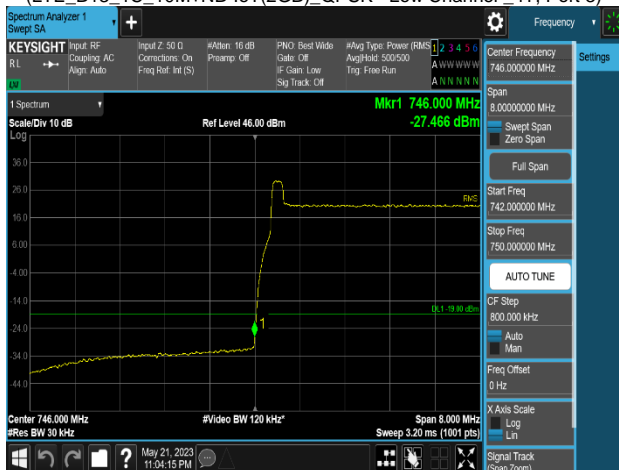 Spectrum Analyzer 1
Swept SA
Frequency
KEYSIGHT
RL
Input: RF
Coupling: AC
Align: Auto
Input Z: 50 Ω
Corrections: On
Freq Ref: Int (S)
#Atten: 16 dB
Preamp: Off
PNO: Best Wide
Gate: Off
IF Gain: Low
Sig Track: Off
#Avg Type: Power (RMS
Avg|Hold: 500/500
Trig: Free Run
1 2 3 4 5 6
A W W W W W
A N N N N N
1 Spectrum
Scale/Div 10 dB
Log
Ref Level 46.00 dBm
Mkr1 746.000 MHz
-27.466 dBm
36.0
26.0
16.0
6.00
-4.00
-14.0
-24.0
-34.0
-44.0
RMS
DL1 -19.00 dBm
1
Center 746.000 MHz
#Res BW 30 kHz
#Video BW 120 kHz*
Span 8.000 MHz
Sweep 3.20 ms (1001 pts)
Center Frequency
746.000000 MHz
Settings
Span
8.00000000 MHz
Swept Span
Zero Span
Full Span
Start Freq
742.000000 MHz
Stop Freq
750.000000 MHz
AUTO TUNE
CF Step
800.000 kHz
Auto
Man
Freq Offset
0 Hz
X Axis Scale
Log
Lin
Signal Track
(Span Zoom)
?
May 21, 2023
11:04:15 PM